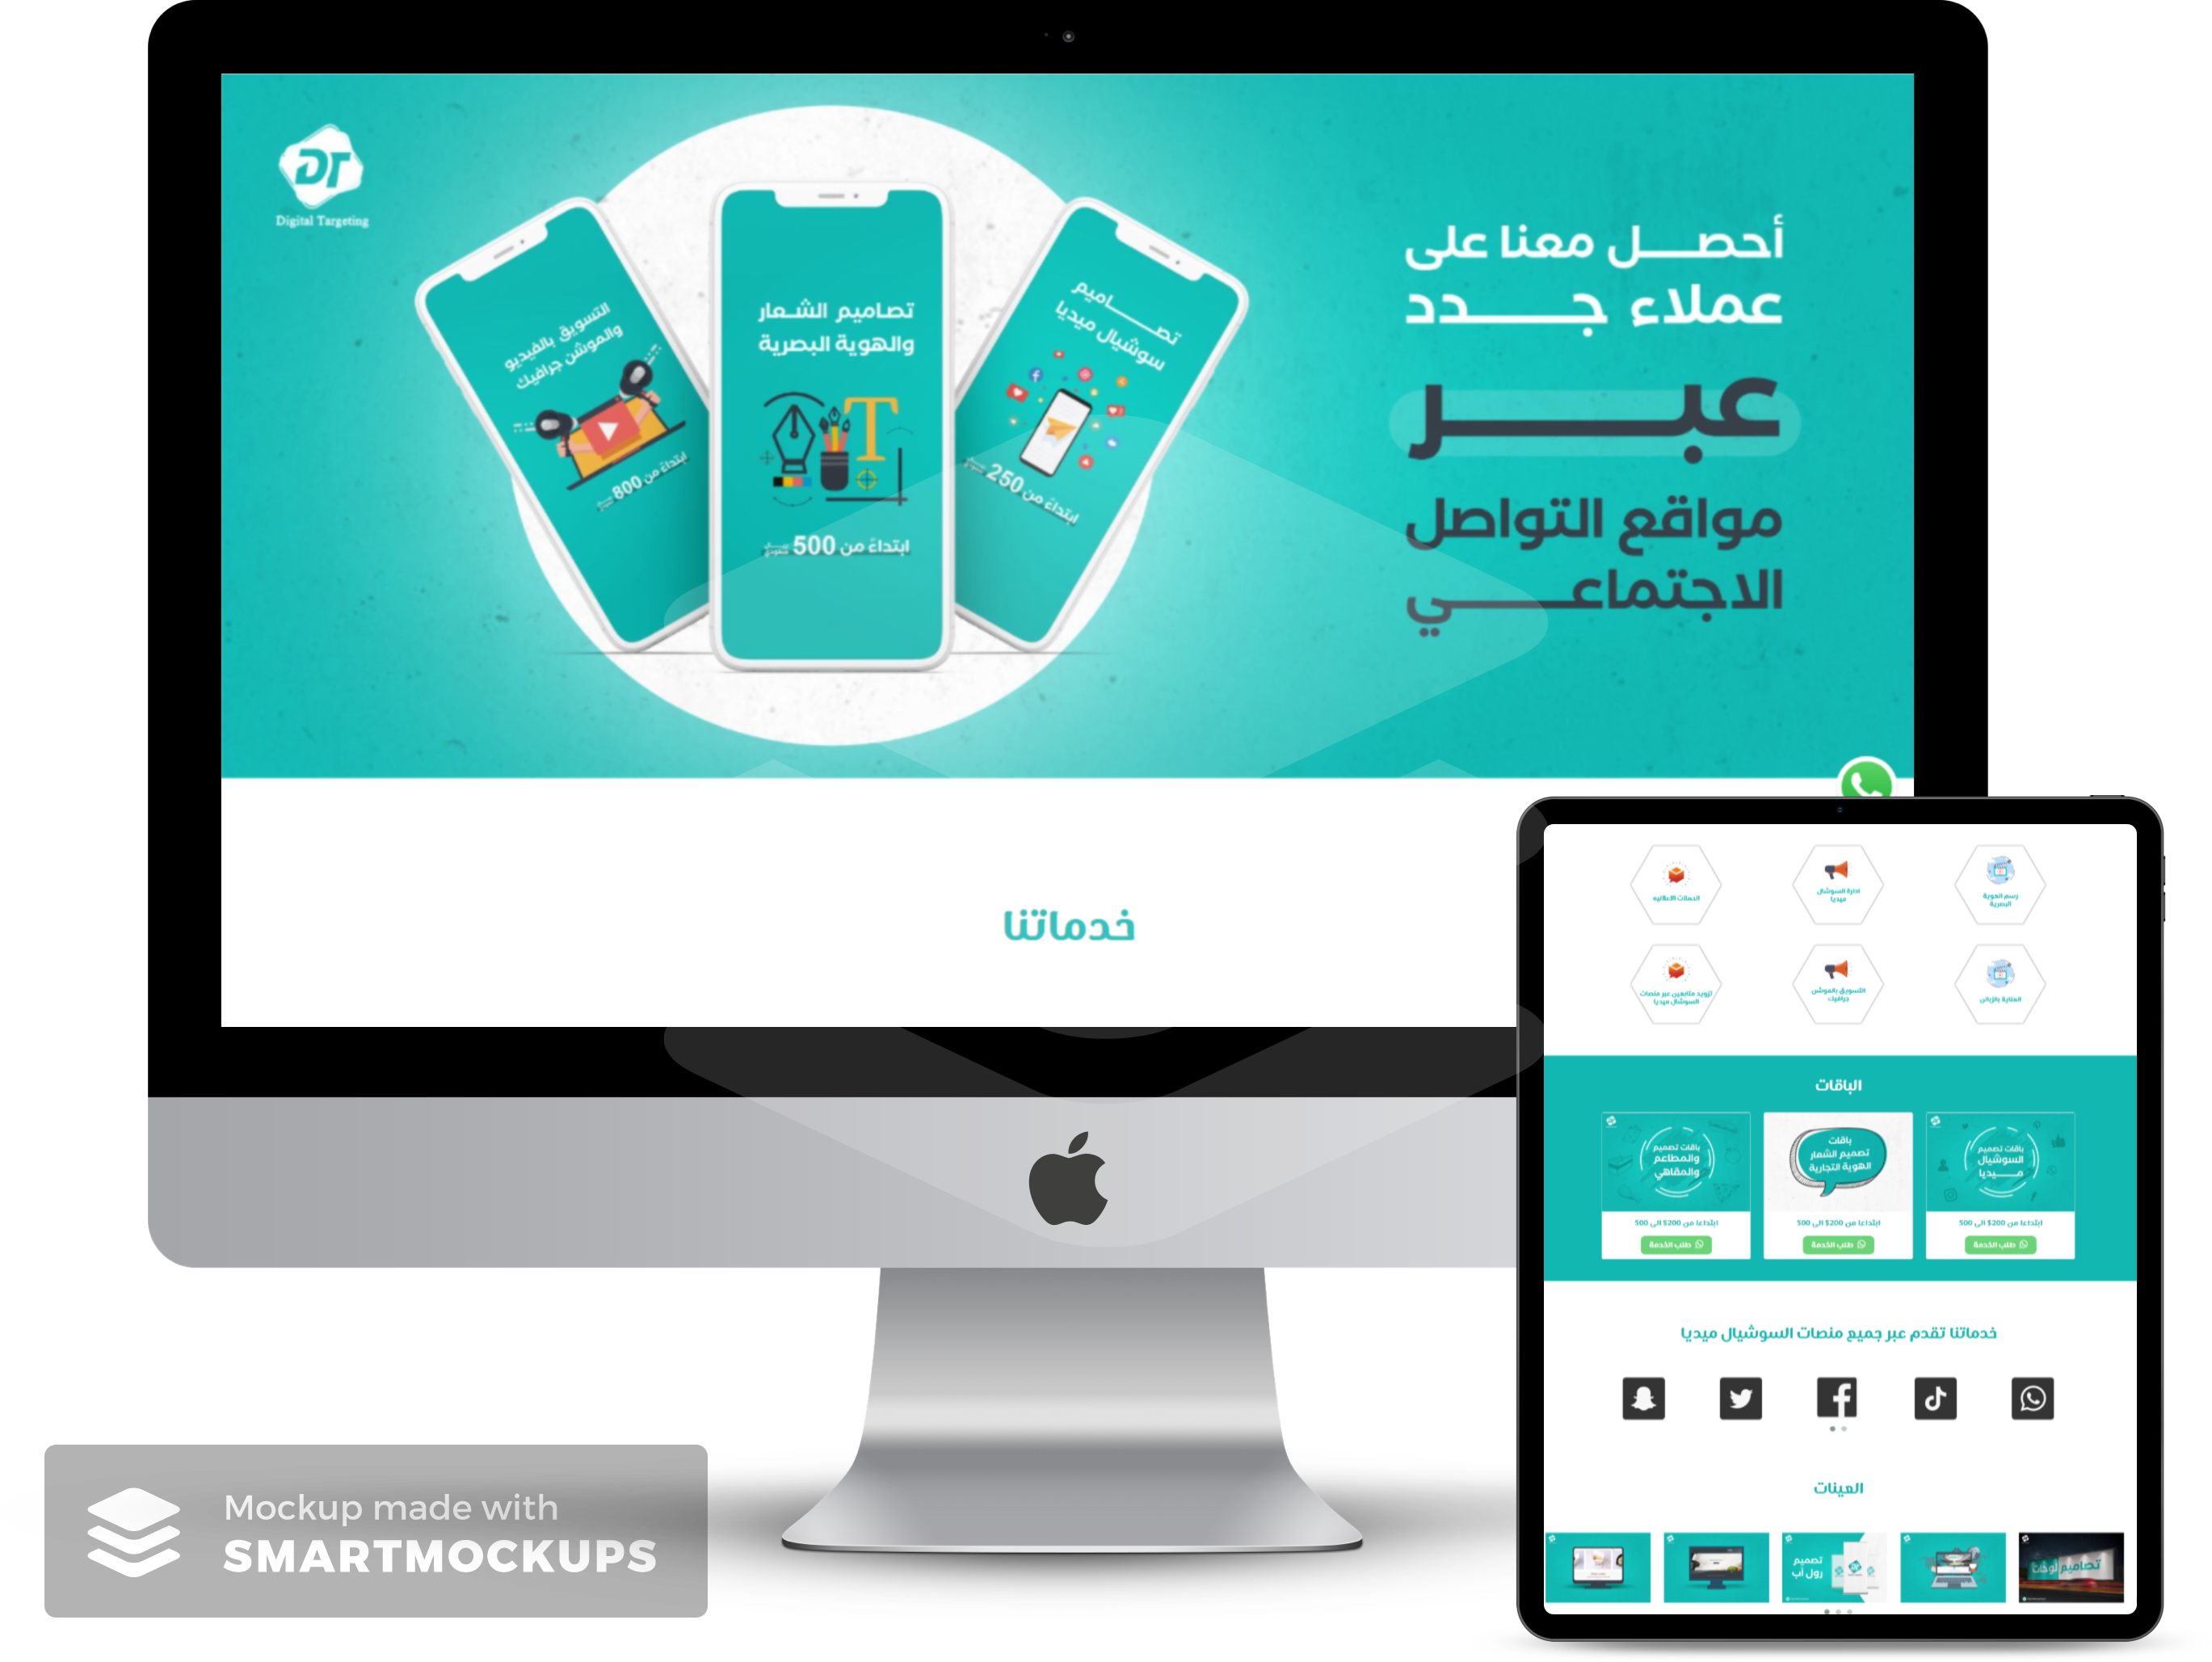 DT
Digital Targeting
أحصل معنا على
عملاء جدد
عبر
مواقع التواصل
الاجتماعي
تصاميم
سوشيال ميديا
ابتداءً من 250
تصاميم الشعار
والهوية البصرية
ابتداءً من 500 ريال سعودي
التسويق بالفيديو
والموشن جرافيك
ابتداءً من 800
خدماتنا
رسم الهوية
البصرية
ادارة السوشال
ميديا
الحملات الاعلانيه
العناية بالزبائن
التسويق بالموشن
جرافيك
تزويد متابعين عبر منصات
السوشال ميديا
الباقات
باقات تصميم
السوشيال
ميديا
ابتداءا من 200$ الى 500
طلب الخدمة
باقات
تصميم الشعار
الهوية التجارية
ابتداءا من 200$ الى 500
طلب الخدمة
باقات تصميم
والمطاعم
والمقاهي
ابتداءا من 200$ الى 500
طلب الخدمة
خدماتنا تقدم عبر جميع منصات السوشيال ميديا
العينات
تصاميم لوحات
تصميم
رول أب
Mockup made with
SMARTMOCKUPS